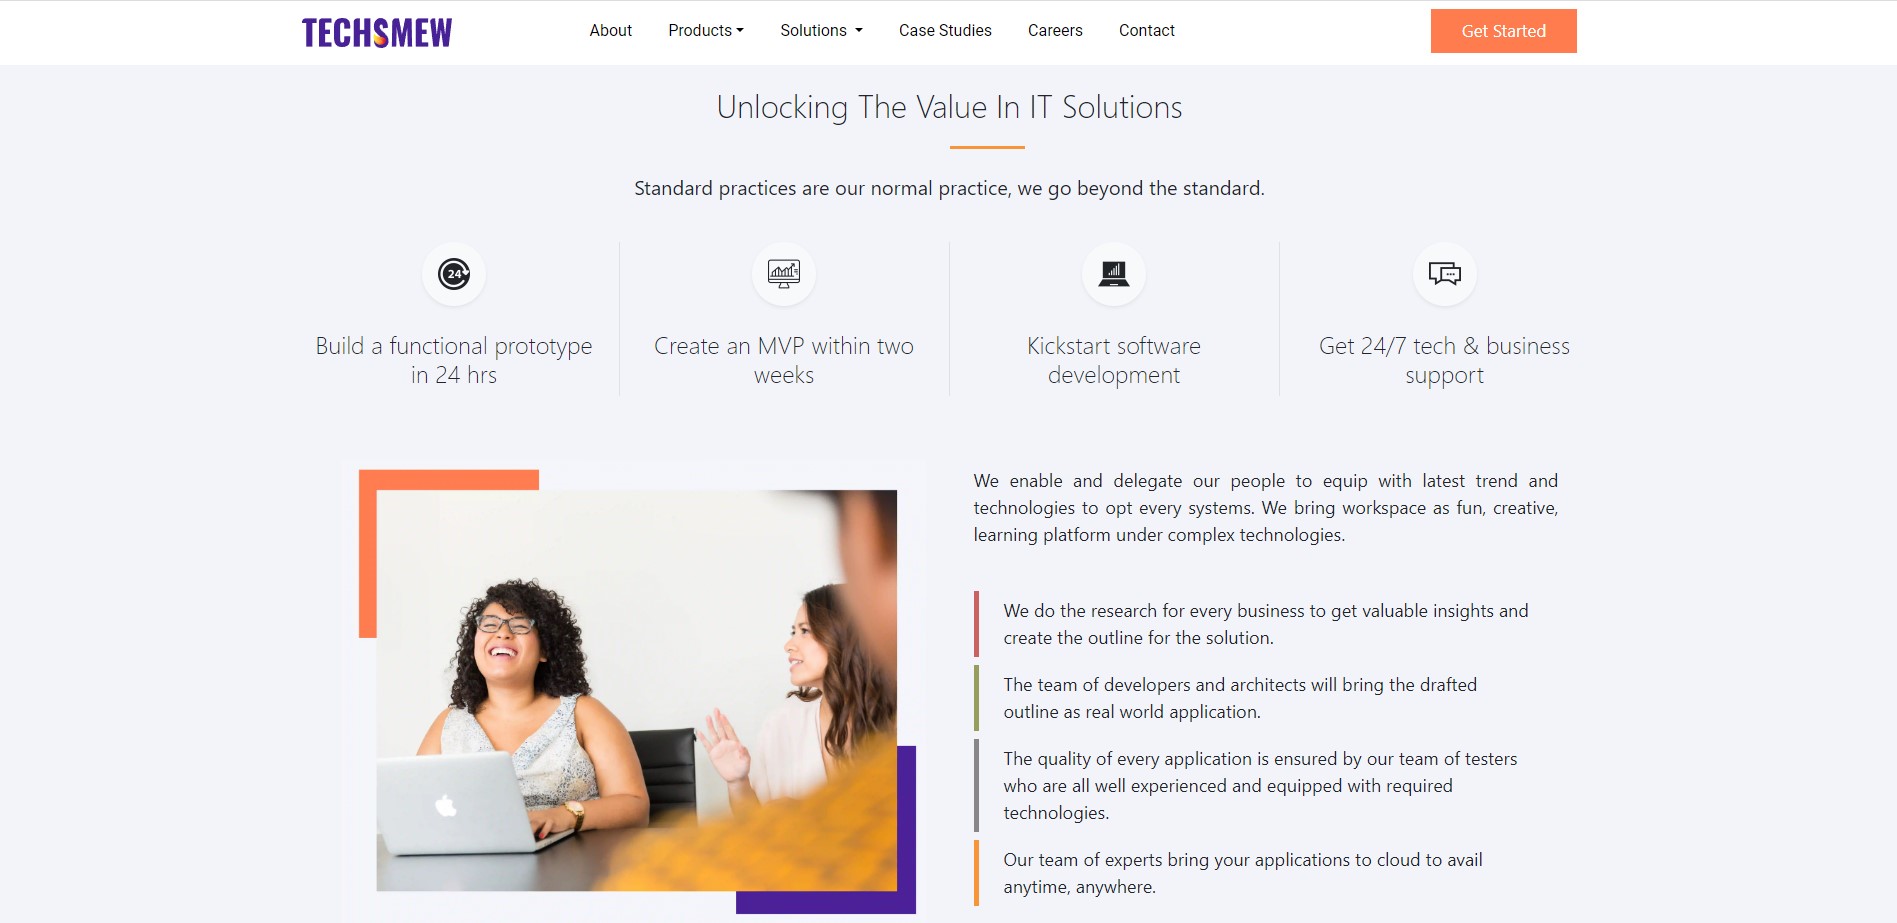 TECHSMEW
About
Products
Solutions
Case Studies
Careers
Contact
Get Started
Unlocking The Value In IT Solutions
Standard practices are our normal practice, we go beyond the standard.
24
Build a functional prototype
in 24 hrs
Create an MVP within two
weeks
Kickstart software
development
Get 24/7 tech & business
support
We enable and delegate our people to equip with latest trend and
technologies to opt every systems. We bring workspace as fun, creative,
learning platform under complex technologies.
We do the research for every business to get valuable insights and
create the outline for the solution.
The team of developers and architects will bring the drafted
outline as real world application.
The quality of every application is ensured by our team of testers
who are all well experienced and equipped with required
technologies.
Our team of experts bring your applications to cloud to avail
anytime, anywhere.